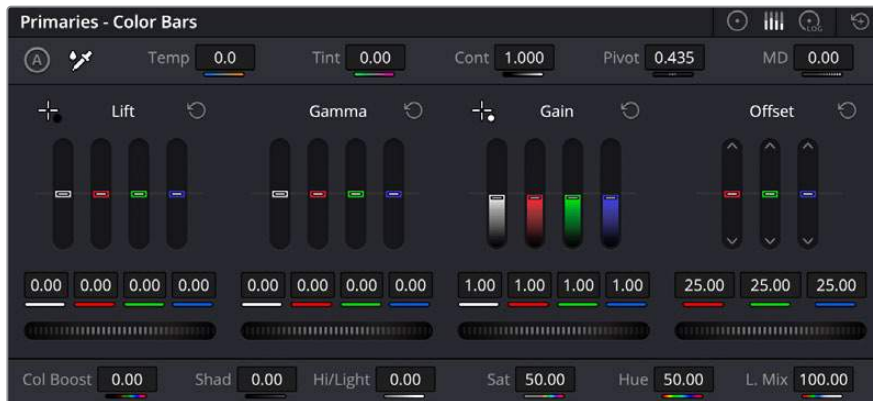 Primaries - Color Bars
LOG
A Temp 0.0 Tint 0.00 Cont 1.000 Pivot 0.435 MD 0.00
Lift Gamma Gain Offset
0.00 0.00 0.00 0.00 0.00 0.00 0.00 0.00 1.00 1.00 1.00 1.00 25.00 25.00 25.00
Col Boost 0.00 Shad 0.00 Hi/Light 0.00 Sat 50.00 Hue 50.00 L. Mix 100.00